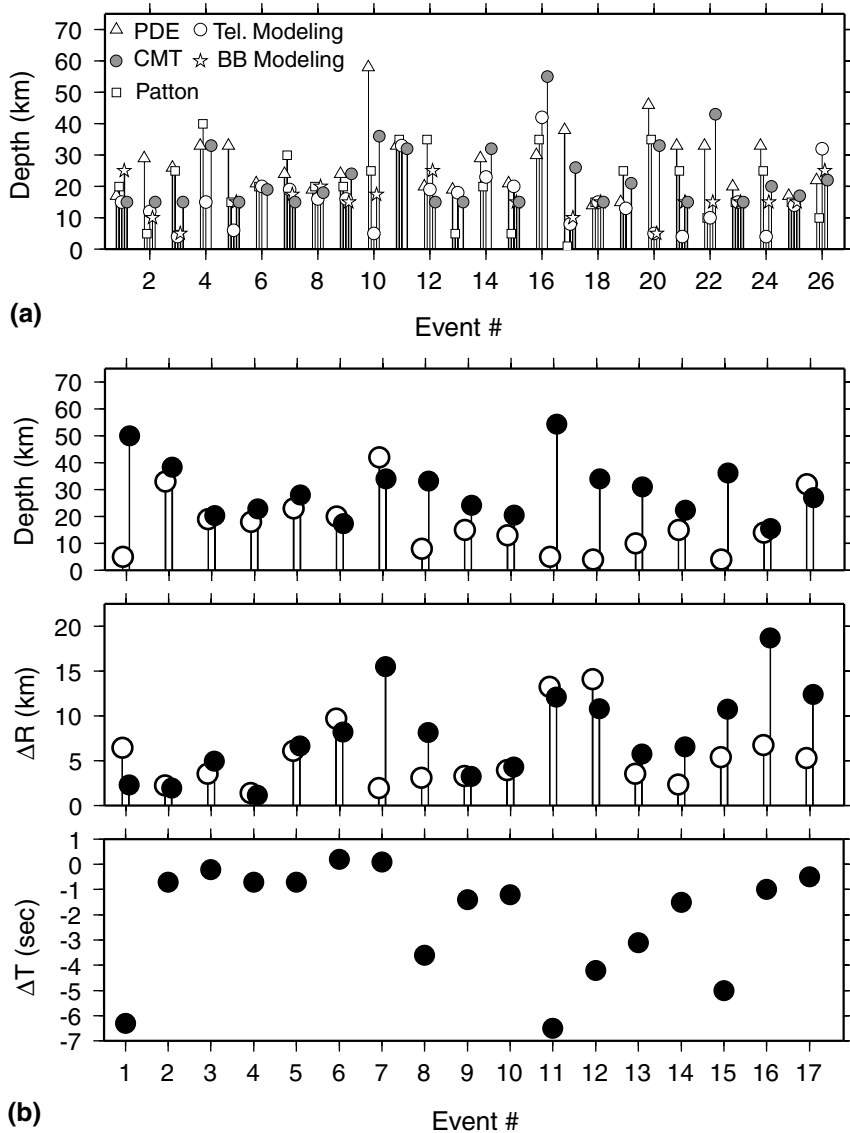 70
60
50
40
30
20
10
0
Depth (km)
PDE Tel. Modeling
CMT BB Modeling
Patton
2 4 6 8 10 12 14 16 18 20 22 24 26
(a)
Event #
70
60
50
40
30
20
10
0
Depth (km)
20
15
10
5
0
ΔR (km)
1
0
-1
-2
-3
-4
-5
-6
-7
ΔT (sec)
1 2 3 4 5 6 7 8 9 10 11 12 13 14 15 16 17
(b)
Event #